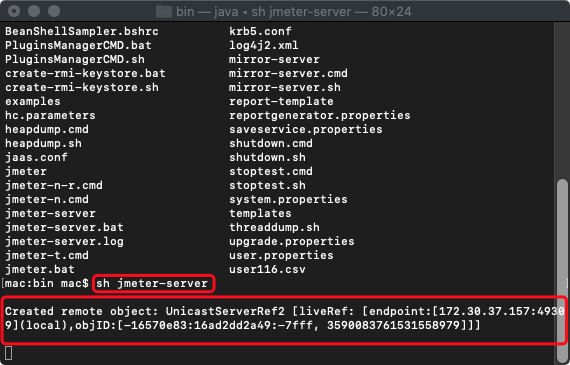 bin — java • sh jmeter-server — 80×24
BeanShellSampler.bshrc krb5.conf
PluginsManagerCMD.bat log4j2.xml
PluginsManagerCMD.sh mirror-server
create-rmi-keystore.bat mirror-server.cmd
create-rmi-keystore.sh mirror-server.sh
examples report-template
hc.parameters reportgenerator.properties
heapdump.cmd saveservice.properties
heapdump.sh shutdown.cmd
jaas.conf shutdown.sh
jmeter stoptest.cmd
jmeter-n-r.cmd stoptest.sh
jmeter-n.cmd system.properties
jmeter-server templates
jmeter-server.bat threaddump.sh
jmeter-server.log upgrade.properties
jmeter-t.cmd user.properties
jmeter.bat user116.csv
[mac:bin mac$ sh jmeter-server ]
Created remote object: UnicastServerRef2 [liveRef: [endpoint:[172.30.37.157:4930
9](local),objID:[-16570e83:16ad2dd2a49:-7fff, 3590083761531558979]]]